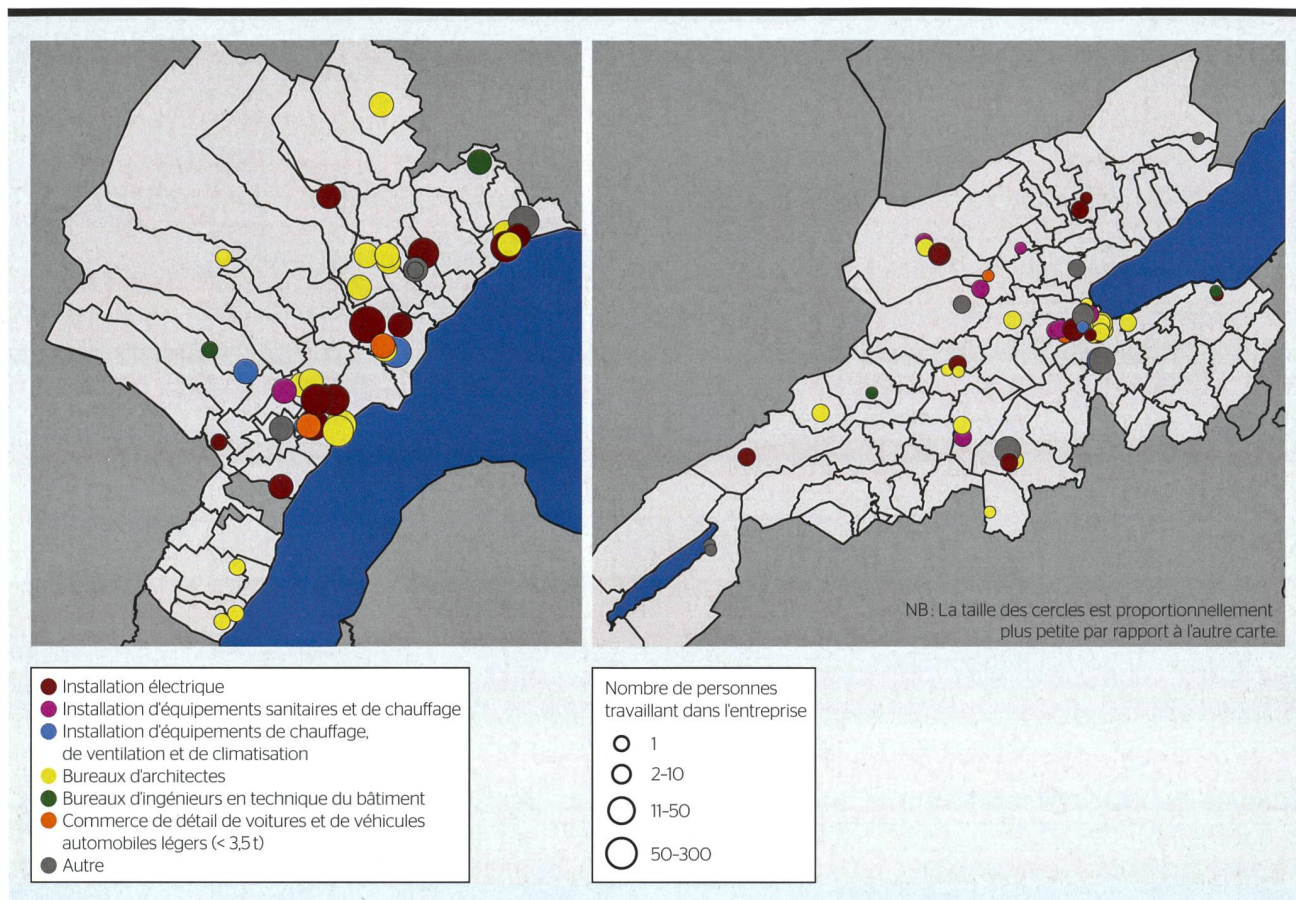 NB : La taille des cercles est proportionnellement
plus petite par rapport à l'autre carte.
Installation électrique
Installation d'équipements sanitaires et de chauffage
Installation d'équipements de chauffage,
de ventilation et de climatisation
Bureaux d'architectes
Bureaux d'ingénieurs en technique du bâtiment
Commerce de détail de voitures et de véhicules
automobiles légers (< 3,5 t)
Autre
Nombre de personnes
travaillant dans l'entreprise
1
2-10
11-50
50-300